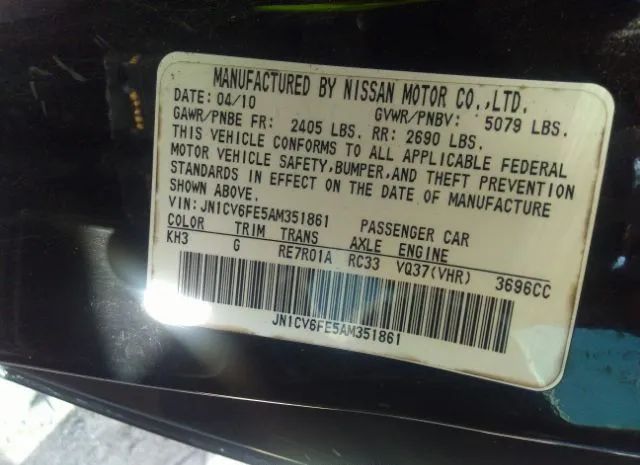 MANUFACTURED BY NISSAN MOTOR CO.,LTD.
DATE: 04/10 GVWR/PNBV: 5079 LBS.
GAWR/PNBE FR: 2405 LBS. RR: 2690 LBS.
THIS VEHICLE CONFORMS TO ALL APPLICABLE FEDERAL
MOTOR VEHICLE SAFETY,BUMPER,AND THEFT PREVENTION
STANDARDS IN EFFECT ON THE DATE OF MANUFACTURE
SHOWN ABOVE.
VIN: JN1CV6FE5AM351861 PASSENGER CAR
COLOR TRIM TRANS AXLE ENGINE
KH3 G RE7R01A RC33 VQ37(VHR) 3696CC
JN1CV6FE5AM351861